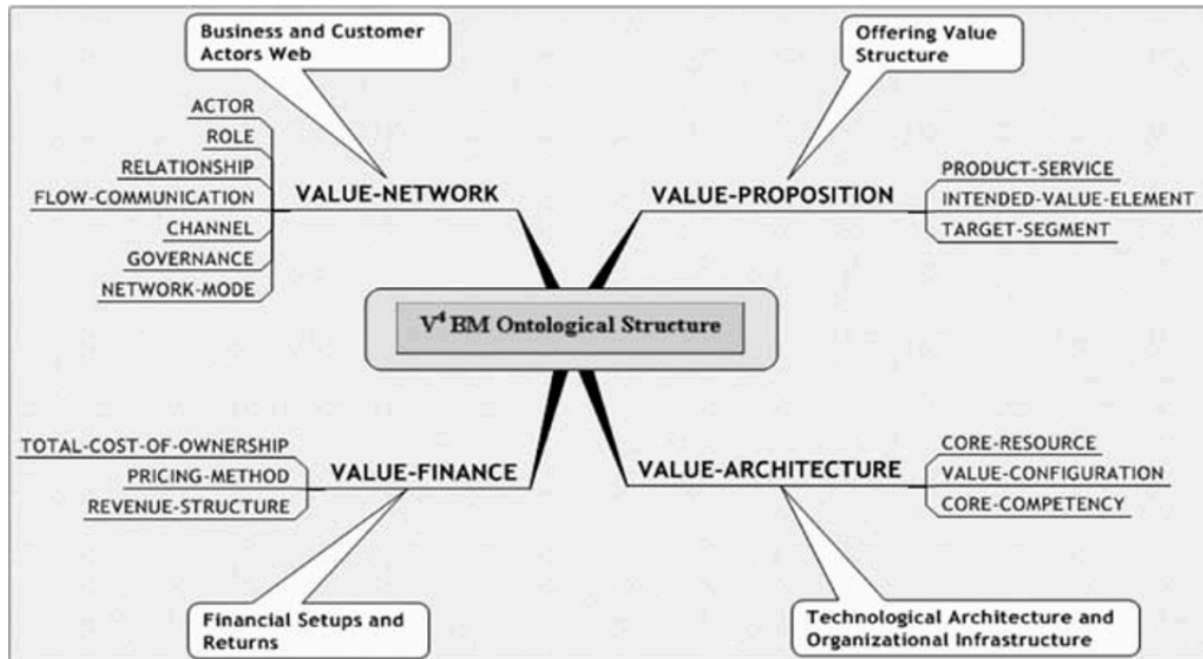 Business and Customer
Actors Web
Offering Value
Structure
ACTOR
ROLE
RELATIONSHIP
FLOW-COMMUNICATION
CHANNEL
GOVERNANCE
NETWORK-MODE
VALUE-NETWORK
VALUE-PROPOSITION
PRODUCT-SERVICE
INTENDED-VALUE-ELEMENT
TARGET-SEGMENT
V⁴ BM Ontological Structure
TOTAL-COST-OF-OWNERSHIP
PRICING-METHOD
REVENUE-STRUCTURE
VALUE-FINANCE
VALUE-ARCHITECTURE
CORE-RESOURCE
VALUE-CONFIGURATION
CORE-COMPETENCY
Financial Setups and
Returns
Technological Architecture and
Organizational Infrastructure